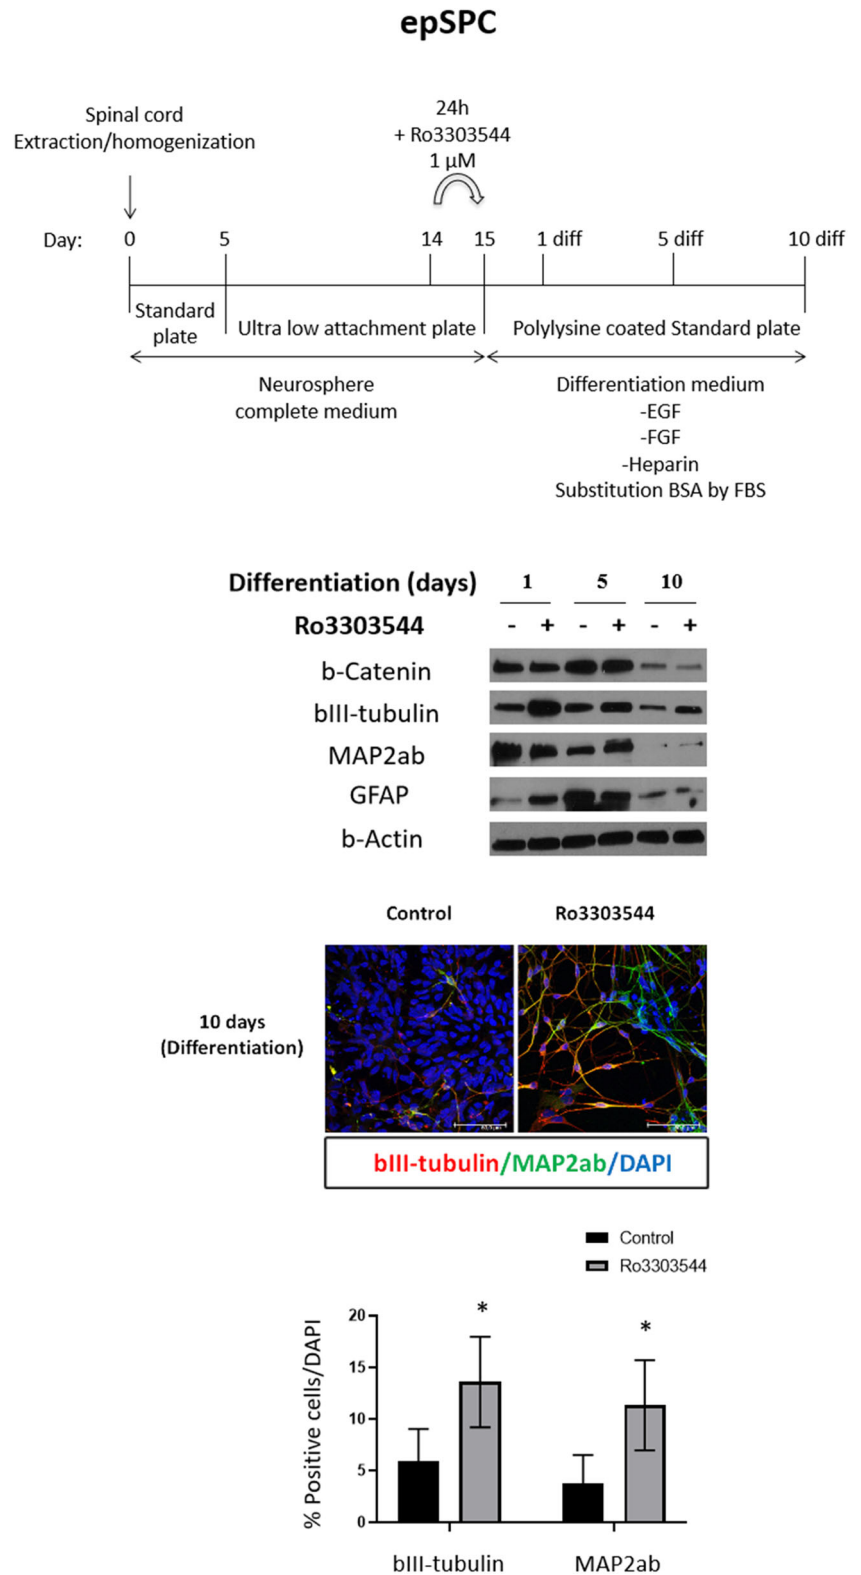 epSPC
Spinal cord
Extraction/homogenization
24h
+ Ro3303544
1 µM
Day: 0 5 14 15 1 diff 5 diff 10 diff
Standard
plate
Ultra low attachment plate
Polylysine coated Standard plate
Neurosphere
complete medium
Differentiation medium
-EGF
-FGF
-Heparin
Substitution BSA by FBS
Differentiation (days) 1 5 10
Ro3303544 - + - + - +
b-Catenin
bIII-tubulin
MAP2ab
GFAP
b-Actin
Control Ro3303544
10 days
(Differentiation)
bIII-tubulin/MAP2ab/DAPI
Control
Ro3303544
% Positive cells/DAPI
20
15
10
5
0
* *
bIII-tubulin MAP2ab